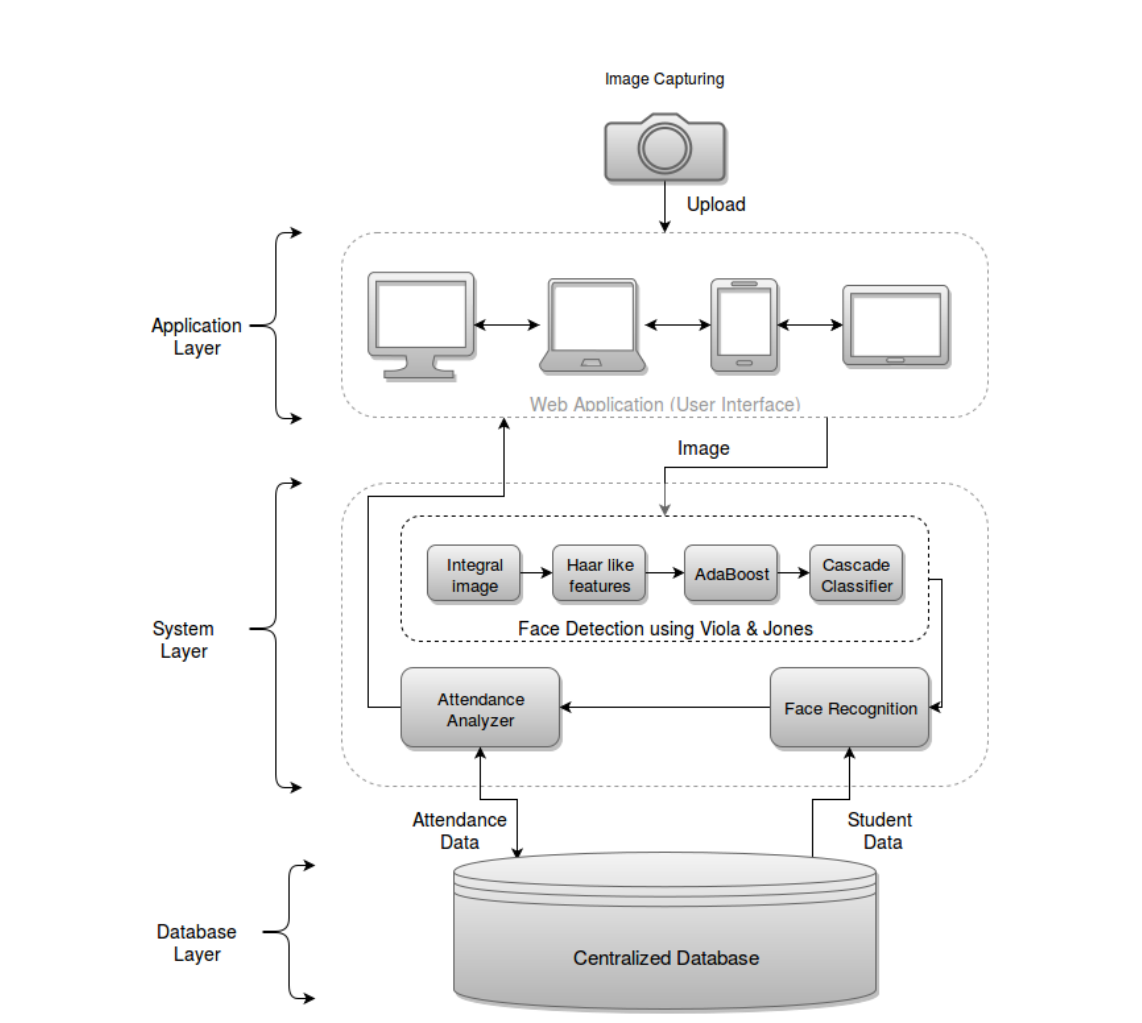 Image Capturing
Upload
Application
Layer
Web Application (User Interface)
Image
System
Layer
Integral
image
Haar like
features
AdaBoost
Cascade
Classifier
Face Detection using Viola & Jones
Attendance
Analyzer
Face Recognition
Attendance
Data
Student
Data
Database
Layer
Centralized Database